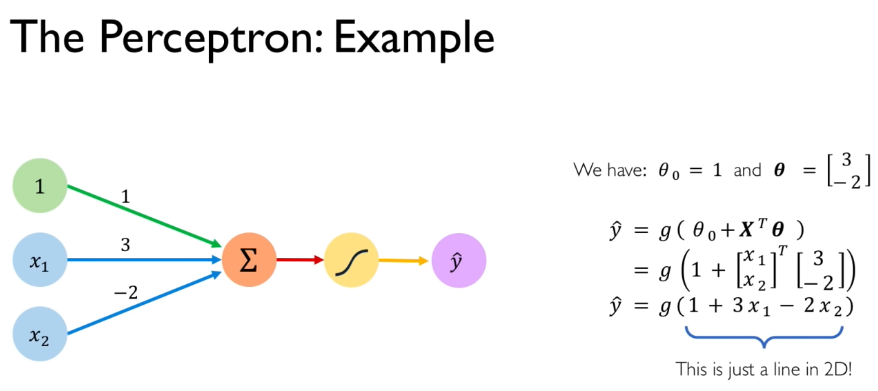 The Perceptron: Example
1
1
x₁
3
x₂
−2
Σ
ŷ
We have: θ₀ = 1 and θ = [3 −2]
ŷ = g ( θ₀+Xᵀθ )
= g (1 + [x₁ x₂]ᵀ [3 −2])
ŷ = g(1 + 3x₁ − 2x₂)
This is just a line in 2D!